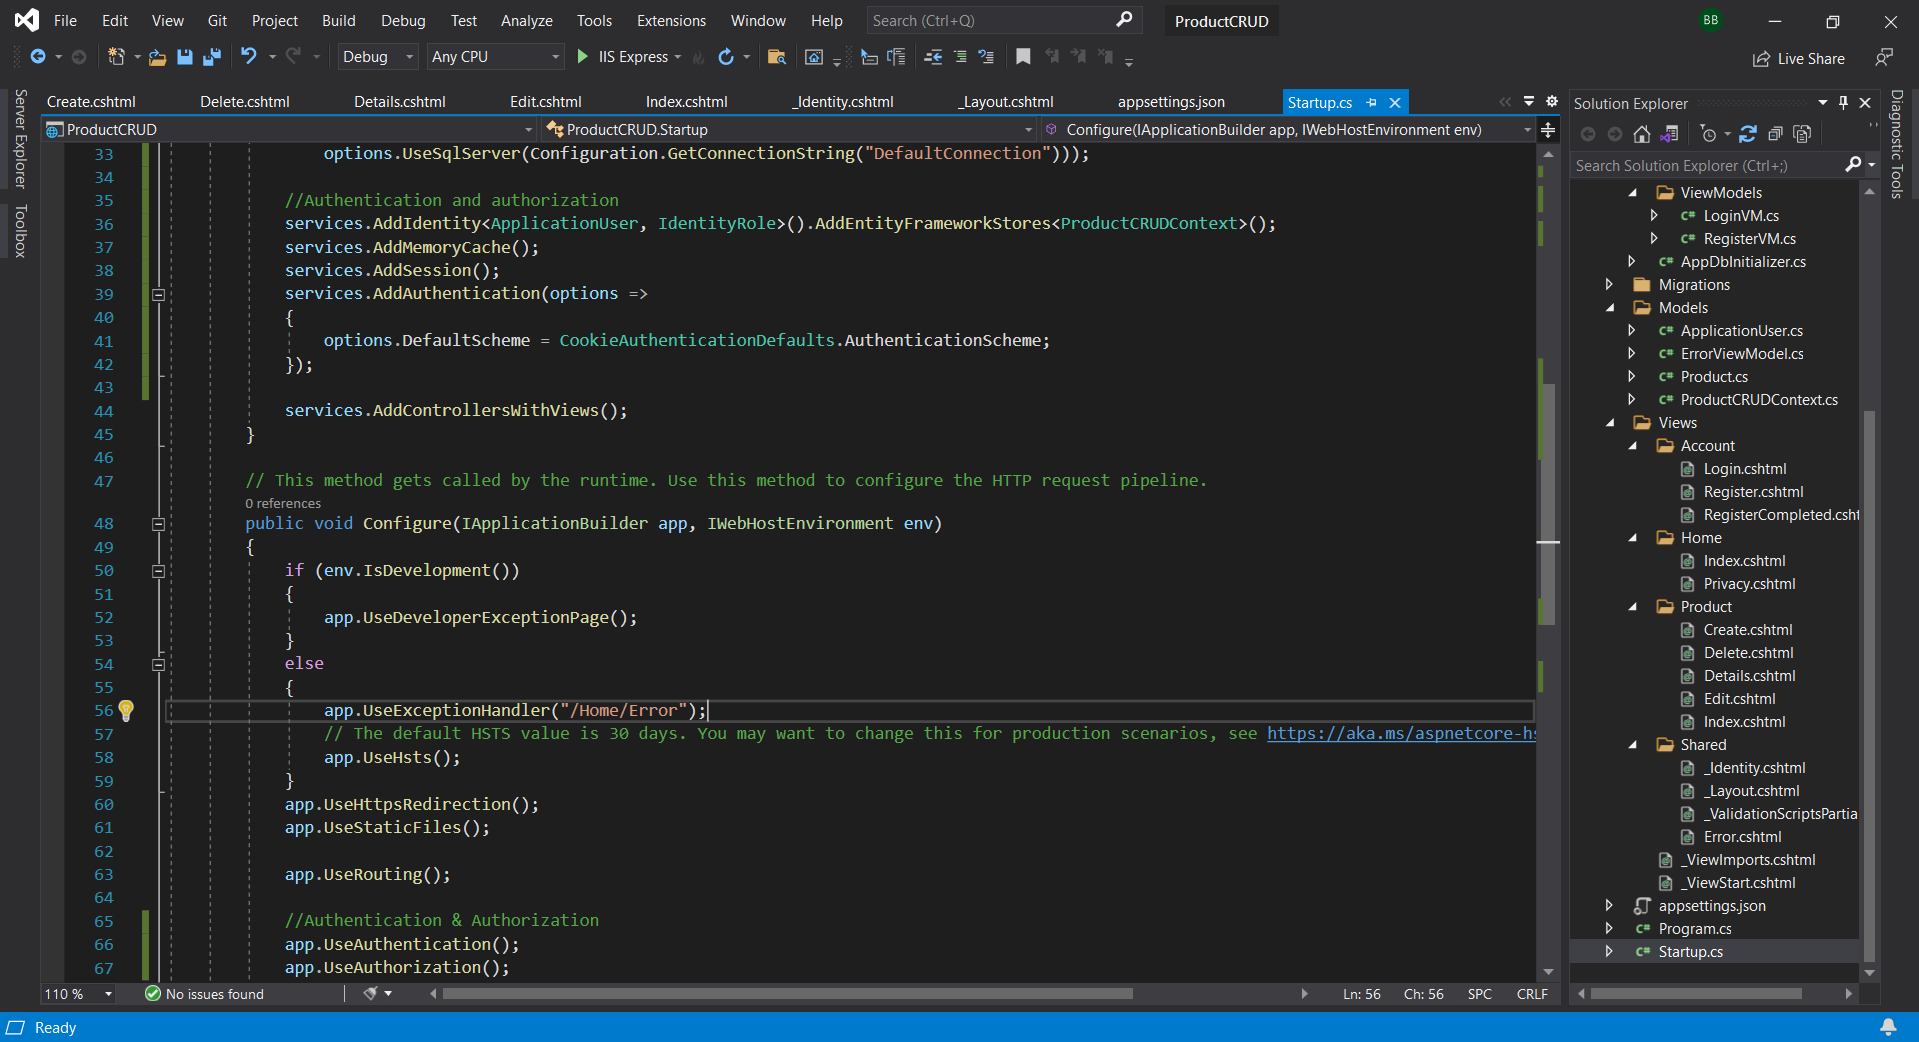 File Edit View Git Project Build Debug Test Analyze Tools Extensions Window Help Search (Ctrl+Q) ProductCRUD BB
Debug Any CPU IIS Express Live Share
Server Explorer
Toolbox
Create.cshtml Delete.cshtml Details.cshtml Edit.cshtml Index.cshtml _Identity.cshtml _Layout.cshtml appsettings.json Startup.cs
ProductCRUD ProductCRUD.Startup Configure(IApplicationBuilder app, IWebHostEnvironment env)
33 options.UseSqlServer(Configuration.GetConnectionString("DefaultConnection")));
34
35 //Authentication and authorization
36 services.AddIdentity<ApplicationUser, IdentityRole>().AddEntityFrameworkStores<ProductCRUDContext>();
37 services.AddMemoryCache();
38 services.AddSession();
39 services.AddAuthentication(options =>
40 {
41 options.DefaultScheme = CookieAuthenticationDefaults.AuthenticationScheme;
42 });
43
44 services.AddControllersWithViews();
45 }
46
47 // This method gets called by the runtime. Use this method to configure the HTTP request pipeline.
0 references
48 public void Configure(IApplicationBuilder app, IWebHostEnvironment env)
49 {
50 if (env.IsDevelopment())
51 {
52 app.UseDeveloperExceptionPage();
53 }
54 else
55 {
56 app.UseExceptionHandler("/Home/Error");
57 // The default HSTS value is 30 days. You may want to change this for production scenarios, see https://aka.ms/aspnetcore-hs
58 app.UseHsts();
59 }
60 app.UseHttpsRedirection();
61 app.UseStaticFiles();
62
63 app.UseRouting();
64
65 //Authentication & Authorization
66 app.UseAuthentication();
67 app.UseAuthorization();
110 % No issues found Ln: 56 Ch: 56 SPC CRLF
Solution Explorer
Search Solution Explorer (Ctrl+;)
ViewModels
C# LoginVM.cs
C# RegisterVM.cs
C# AppDbInitializer.cs
Migrations
Models
C# ApplicationUser.cs
C# ErrorViewModel.cs
C# Product.cs
C# ProductCRUDContext.cs
Views
Account
Login.cshtml
Register.cshtml
RegisterCompleted.csht
Home
Index.cshtml
Privacy.cshtml
Product
Create.cshtml
Delete.cshtml
Details.cshtml
Edit.cshtml
Index.cshtml
Shared
_Identity.cshtml
_Layout.cshtml
_ValidationScriptsPartia
Error.cshtml
_ViewImports.cshtml
_ViewStart.cshtml
appsettings.json
C# Program.cs
C# Startup.cs
Diagnostic Tools
Ready